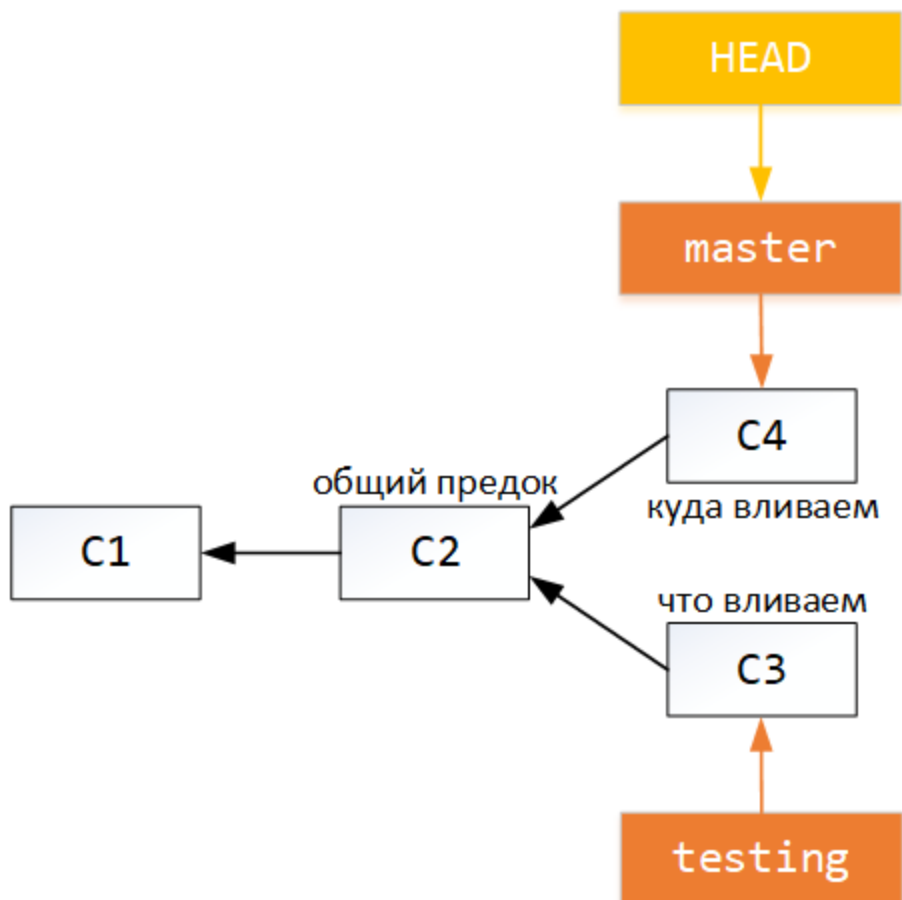 HEAD
master
C4
общий предок
куда вливаем
C1
C2
что вливаем
C3
testing